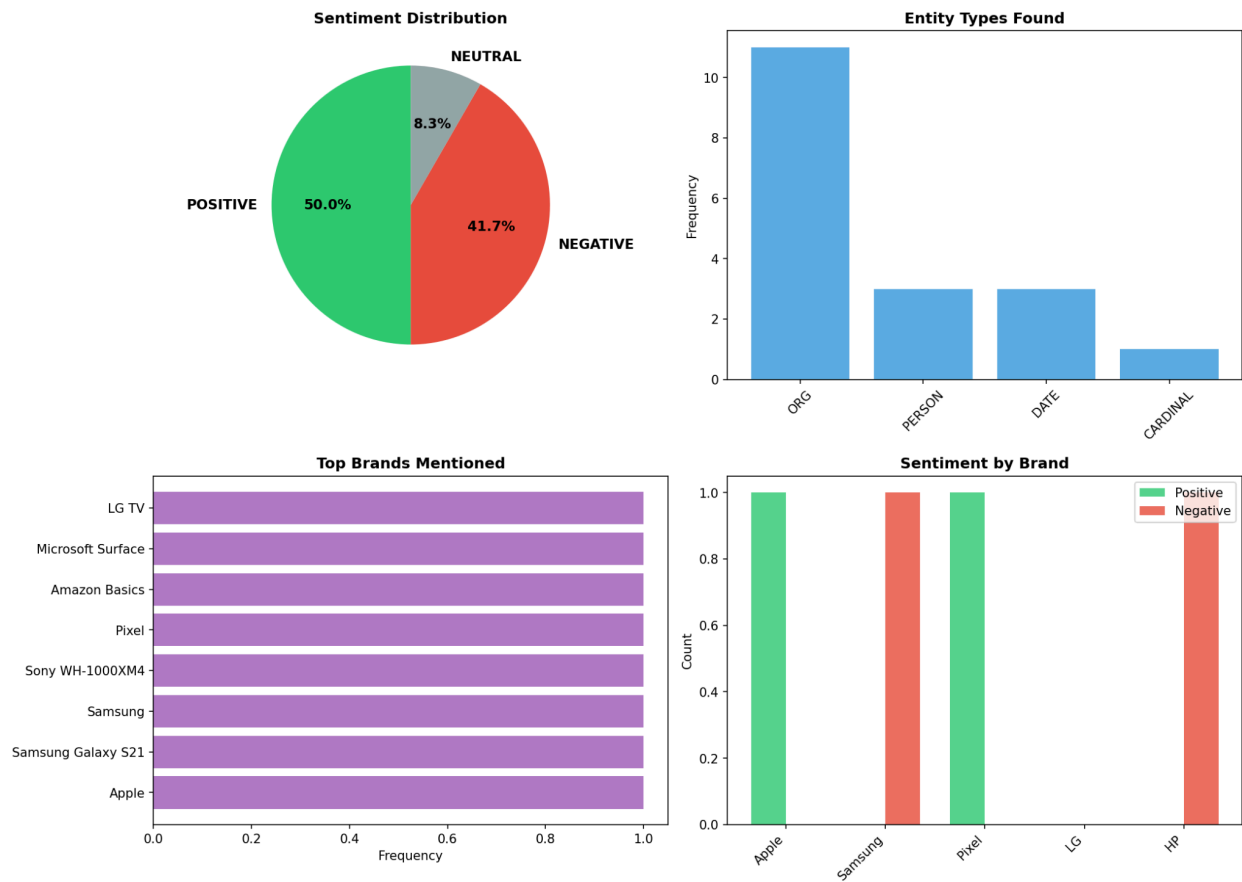 Sentiment Distribution
NEUTRAL
8.3%
POSITIVE
50.0%
41.7%
NEGATIVE
Entity Types Found
Frequency
10
8
6
4
2
0
ORG
PERSON
DATE
CARDINAL
Top Brands Mentioned
LG TV
Microsoft Surface
Amazon Basics
Pixel
Sony WH-1000XM4
Samsung
Samsung Galaxy S21
Apple
0.0
0.2
0.4
0.6
0.8
1.0
Frequency
Sentiment by Brand
Positive
Negative
Count
1.0
0.8
0.6
0.4
0.2
0.0
Apple
Samsung
Pixel
LG
HP